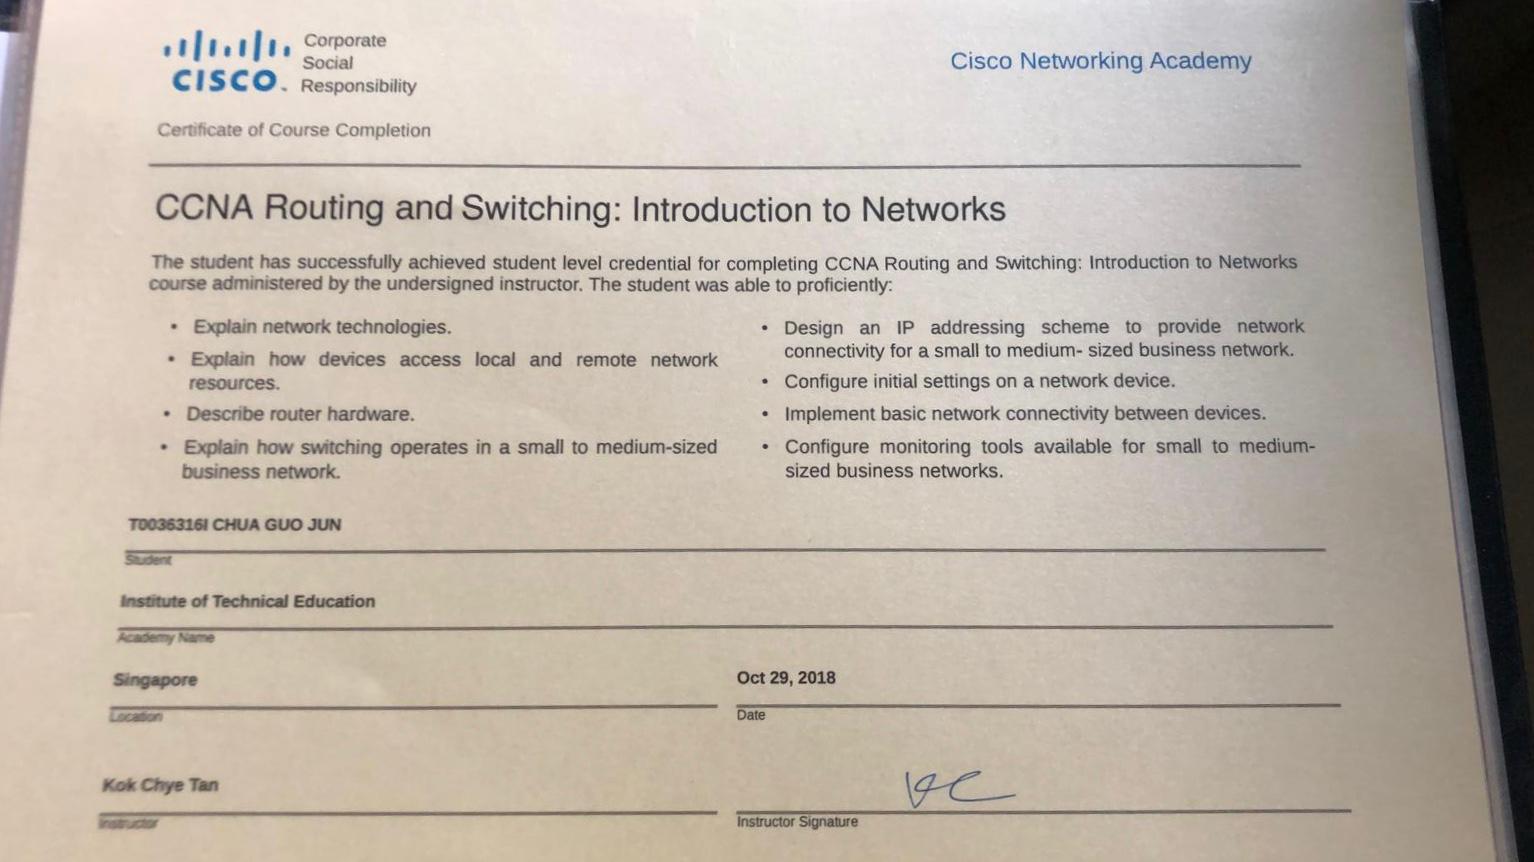 Corporate
Social
CISCO. Responsibility
Cisco Networking Academy
Certificate of Course Completion
CCNA Routing and Switching: Introduction to Networks
The student has successfully achieved student level credential for completing CCNA Routing and Switching: Introduction to Networks
course administered by the undersigned instructor. The student was able to proficiently:
• Explain network technologies.
• Explain how devices access local and remote network
resources.
• Describe router hardware.
• Explain how switching operates in a small to medium-sized
business network.
• Design an IP addressing scheme to provide network
connectivity for a small to medium- sized business network.
• Configure initial settings on a network device.
• Implement basic network connectivity between devices.
• Configure monitoring tools available for small to medium-
sized business networks.
T0036316I CHUA GUO JUN
Student
Institute of Technical Education
Academy Name
Singapore
Location
Oct 29, 2018
Date
Kok Chye Tan
Instructor
Instructor Signature